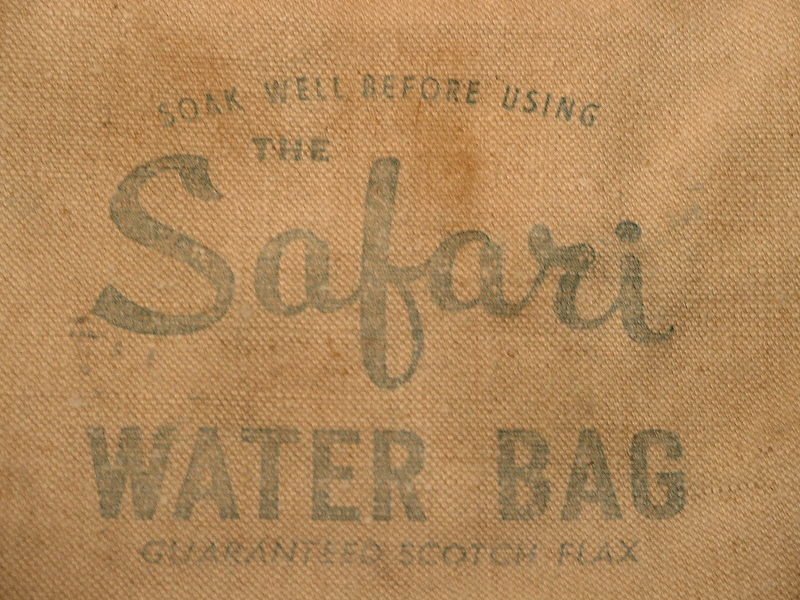 SOAK WELL BEFORE USING
THE
Safari
WATER BAG
GUARANTEED SCOTCH FLAX